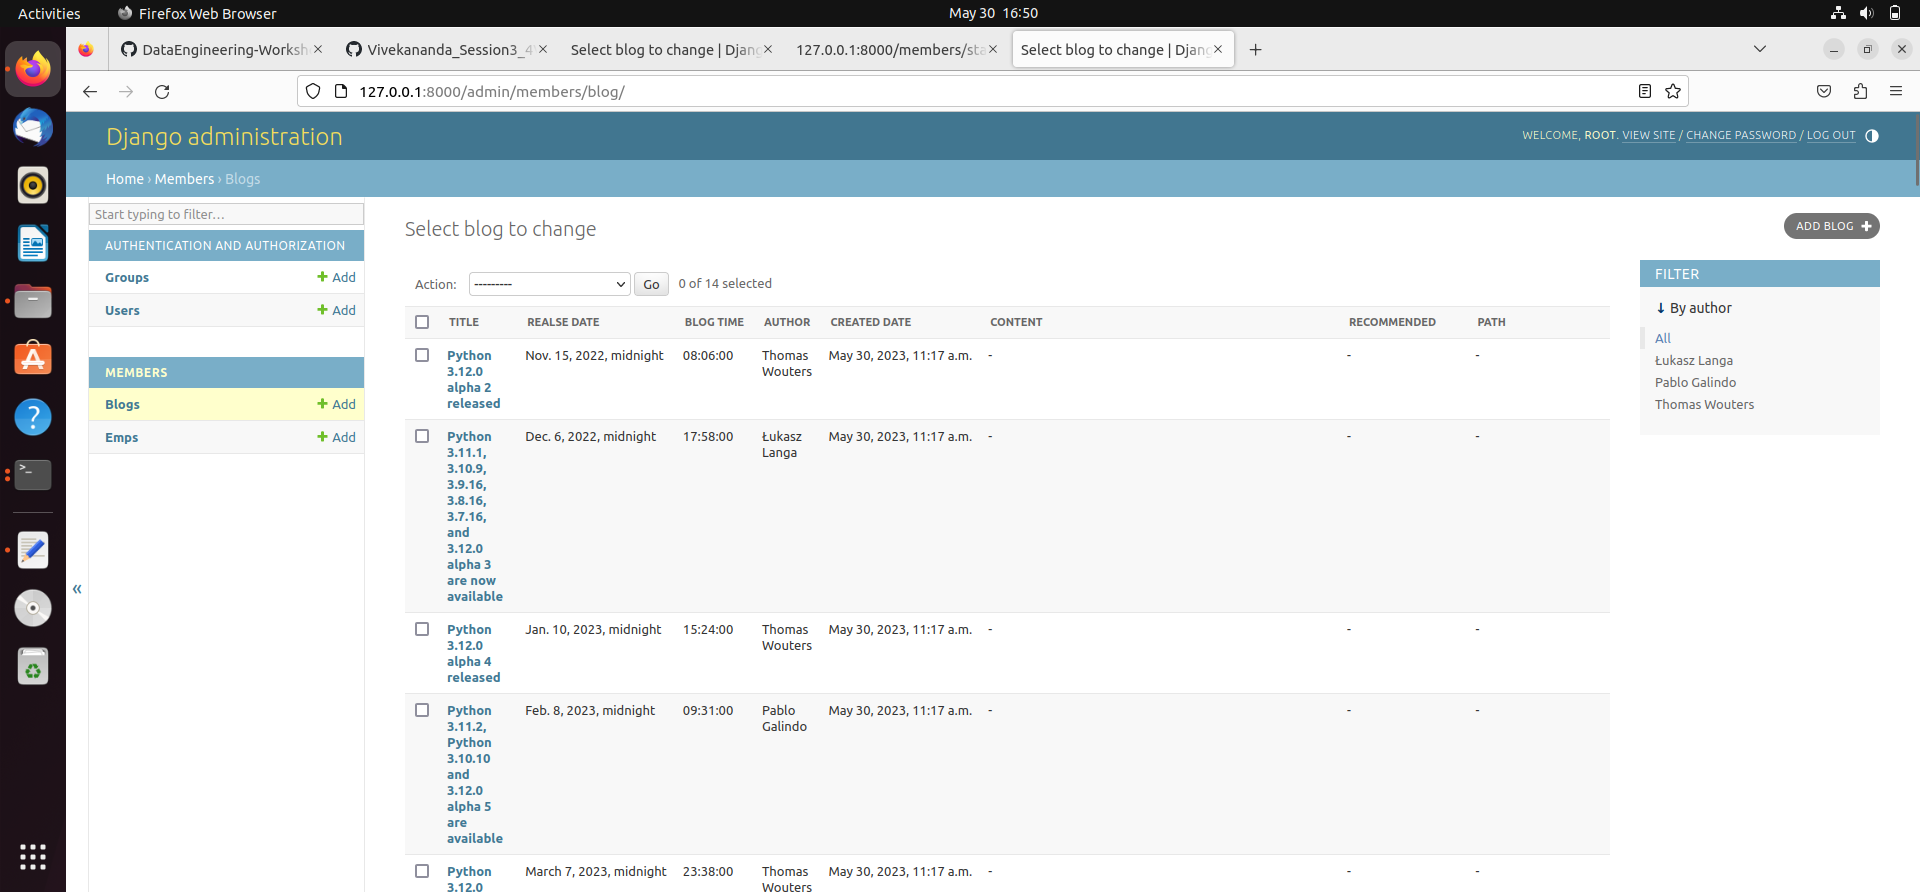 Activities
Firefox Web Browser
May 30 16:50
DataEngineering-Worksh
Vivekananda_Session3_4
Select blog to change | Djang
127.0.0.1:8000/members/sta
Select blog to change | Djang
127.0.0.1:8000/admin/members/blog/
Django administration
WELCOME, ROOT. VIEW SITE / CHANGE PASSWORD / LOG OUT
Home › Members › Blogs
Start typing to filter...
AUTHENTICATION AND AUTHORIZATION
Groups + Add
Users + Add
MEMBERS
Blogs + Add
Emps + Add
«
Select blog to change
ADD BLOG +
Action: --------- Go 0 of 14 selected
TITLE REALSE DATE BLOG TIME AUTHOR CREATED DATE CONTENT RECOMMENDED PATH
Python Nov. 15, 2022, midnight 08:06:00 Thomas May 30, 2023, 11:17 a.m. - - -
3.12.0 Wouters
alpha 2
released
Python Dec. 6, 2022, midnight 17:58:00 Łukasz May 30, 2023, 11:17 a.m. - - -
3.11.1, Langa
3.10.9,
3.9.16,
3.8.16,
3.7.16,
and
3.12.0
alpha 3
are now
available
Python Jan. 10, 2023, midnight 15:24:00 Thomas May 30, 2023, 11:17 a.m. - - -
3.12.0 Wouters
alpha 4
released
Python Feb. 8, 2023, midnight 09:31:00 Pablo May 30, 2023, 11:17 a.m. - - -
3.11.2, Galindo
Python
3.10.10
and
3.12.0
alpha 5
are
available
Python March 7, 2023, midnight 23:38:00 Thomas May 30, 2023, 11:17 a.m. - - -
3.12.0 Wouters
FILTER
↓ By author
All
Łukasz Langa
Pablo Galindo
Thomas Wouters